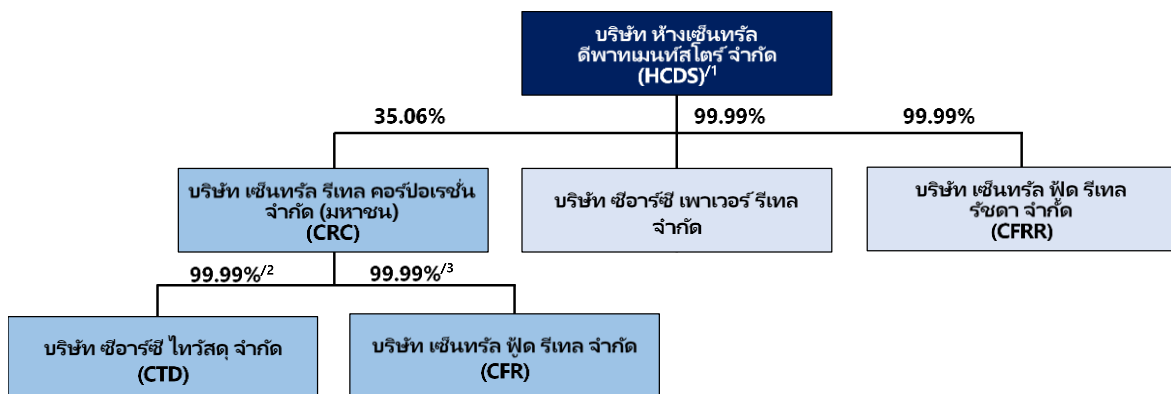 บริษัท ห้างเซ็นทรัล
ดีพาทเมนท์สโตร์ จำกัด
(HCDS)/1
35.06%
99.99%
99.99%
บริษัท เซ็นทรัล รีเทล คอร์ปอเรชั่น
จำกัด (มหาชน)
(CRC)
บริษัท ซีอาร์ซี เพาเวอร์ รีเทล
จำกัด
บริษัท เซ็นทรัล ฟู้ด รีเทล
รัชดา จำกัด
(CFRR)
99.99%/2
99.99%/3
บริษัท ซีอาร์ซี ไทวัสดุ จำกัด
(CTD)
บริษัท เซ็นทรัล ฟู้ด รีเทล จำกัด
(CFR)